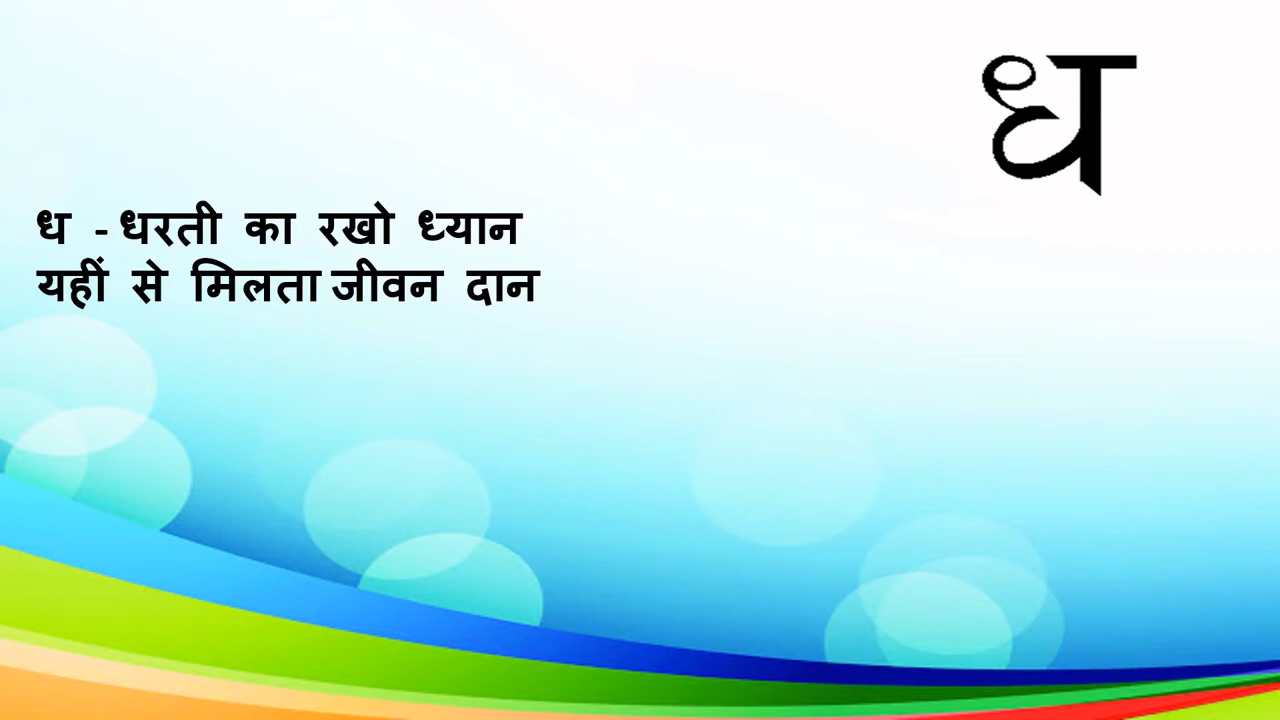 ध
ध - धरती का रखो ध्यान
यहीं से मिलता जीवन दान